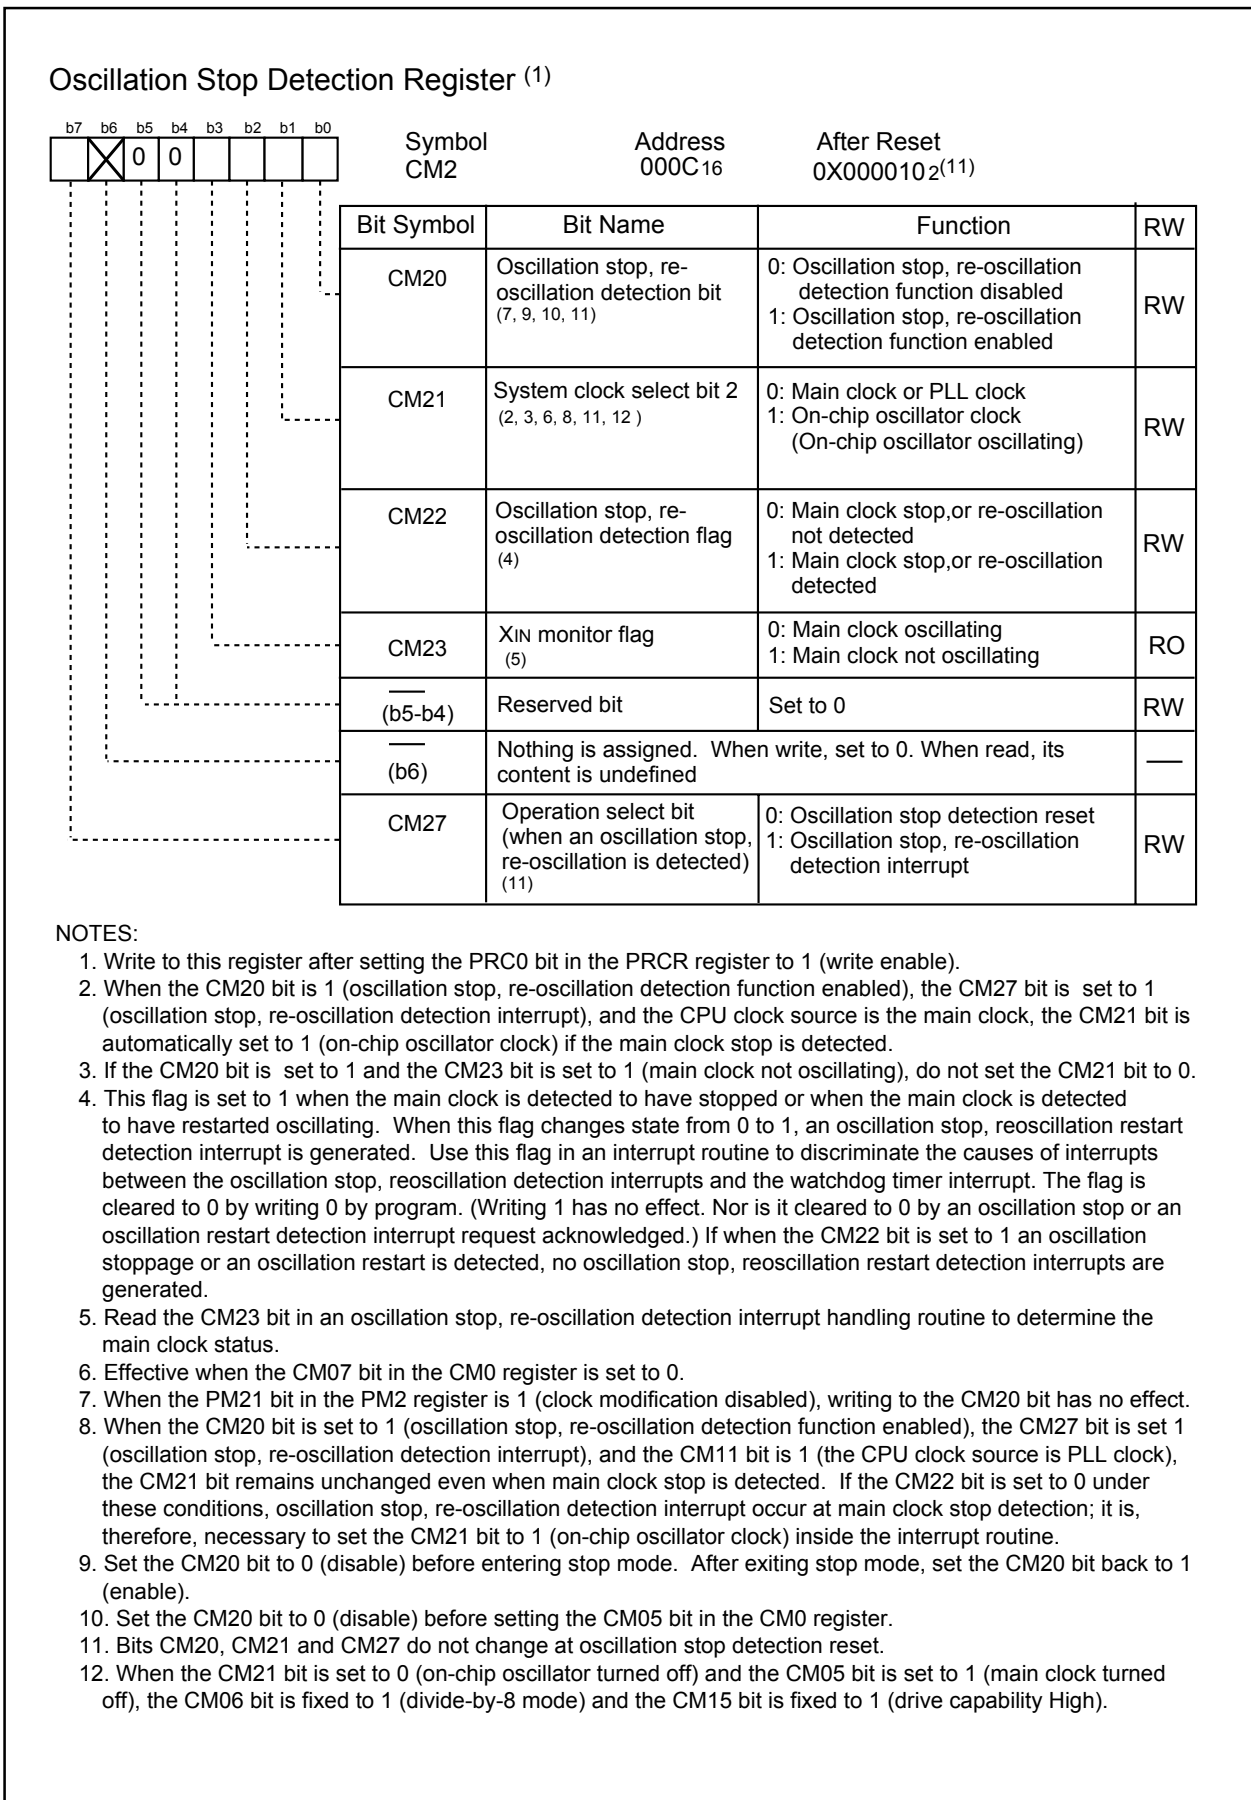 Oscillation Stop Detection Register (1)
b7 b6 b5 b4 b3 b2 b1 b0
0 0
Symbol Address After Reset
CM2 000C16 0X0000102(11)
Bit Symbol Bit Name Function RW
CM20 Oscillation stop, re-oscillation detection bit (7, 9, 10, 11) 0: Oscillation stop, re-oscillation detection function disabled 1: Oscillation stop, re-oscillation detection function enabled RW
CM21 System clock select bit 2 (2, 3, 6, 8, 11, 12 ) 0: Main clock or PLL clock 1: On-chip oscillator clock (On-chip oscillator oscillating) RW
CM22 Oscillation stop, re-oscillation detection flag (4) 0: Main clock stop,or re-oscillation not detected 1: Main clock stop,or re-oscillation detected RW
CM23 XIN monitor flag (5) 0: Main clock oscillating 1: Main clock not oscillating RO
(b5-b4) Reserved bit Set to 0 RW
(b6) Nothing is assigned. When write, set to 0. When read, its content is undefined —
CM27 Operation select bit (when an oscillation stop, re-oscillation is detected) (11) 0: Oscillation stop detection reset 1: Oscillation stop, re-oscillation detection interrupt RW
NOTES:
1. Write to this register after setting the PRC0 bit in the PRCR register to 1 (write enable).
2. When the CM20 bit is 1 (oscillation stop, re-oscillation detection function enabled), the CM27 bit is set to 1
(oscillation stop, re-oscillation detection interrupt), and the CPU clock source is the main clock, the CM21 bit is
automatically set to 1 (on-chip oscillator clock) if the main clock stop is detected.
3. If the CM20 bit is set to 1 and the CM23 bit is set to 1 (main clock not oscillating), do not set the CM21 bit to 0.
4. This flag is set to 1 when the main clock is detected to have stopped or when the main clock is detected
to have restarted oscillating. When this flag changes state from 0 to 1, an oscillation stop, reoscillation restart
detection interrupt is generated. Use this flag in an interrupt routine to discriminate the causes of interrupts
between the oscillation stop, reoscillation detection interrupts and the watchdog timer interrupt. The flag is
cleared to 0 by writing 0 by program. (Writing 1 has no effect. Nor is it cleared to 0 by an oscillation stop or an
oscillation restart detection interrupt request acknowledged.) If when the CM22 bit is set to 1 an oscillation
stoppage or an oscillation restart is detected, no oscillation stop, reoscillation restart detection interrupts are
generated.
5. Read the CM23 bit in an oscillation stop, re-oscillation detection interrupt handling routine to determine the
main clock status.
6. Effective when the CM07 bit in the CM0 register is set to 0.
7. When the PM21 bit in the PM2 register is 1 (clock modification disabled), writing to the CM20 bit has no effect.
8. When the CM20 bit is set to 1 (oscillation stop, re-oscillation detection function enabled), the CM27 bit is set 1
(oscillation stop, re-oscillation detection interrupt), and the CM11 bit is 1 (the CPU clock source is PLL clock),
the CM21 bit remains unchanged even when main clock stop is detected. If the CM22 bit is set to 0 under
these conditions, oscillation stop, re-oscillation detection interrupt occur at main clock stop detection; it is,
therefore, necessary to set the CM21 bit to 1 (on-chip oscillator clock) inside the interrupt routine.
9. Set the CM20 bit to 0 (disable) before entering stop mode. After exiting stop mode, set the CM20 bit back to 1
(enable).
10. Set the CM20 bit to 0 (disable) before setting the CM05 bit in the CM0 register.
11. Bits CM20, CM21 and CM27 do not change at oscillation stop detection reset.
12. When the CM21 bit is set to 0 (on-chip oscillator turned off) and the CM05 bit is set to 1 (main clock turned
off), the CM06 bit is fixed to 1 (divide-by-8 mode) and the CM15 bit is fixed to 1 (drive capability High).